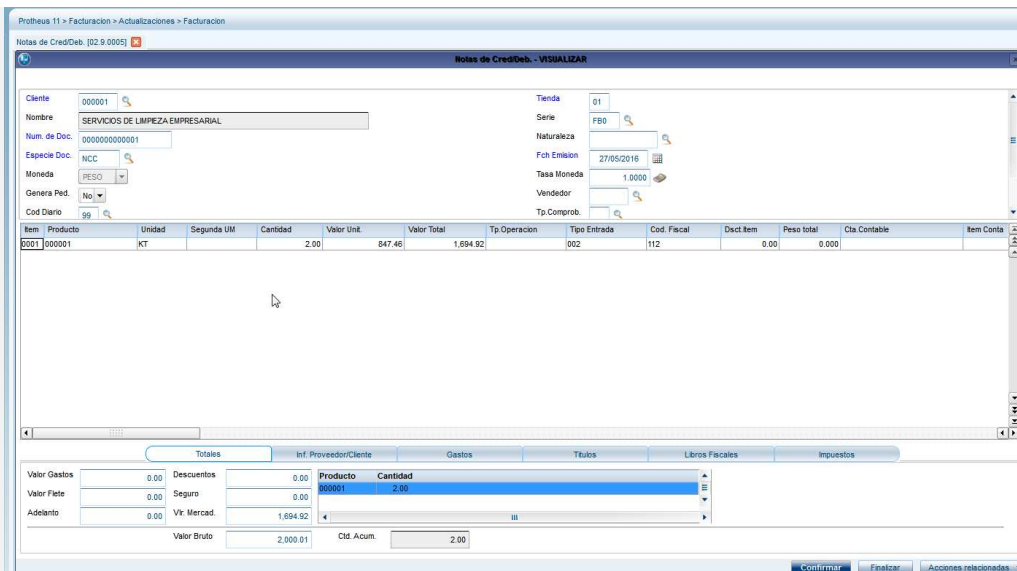 Protheus 11 > Facturacion > Actualizaciones > Facturacion
Notas de Cred/Deb. [02.9.0005]
Notas de Cred/Deb. - VISUALIZAR
Cliente 000001 Tienda 01
Nombre SERVICIOS DE LIMPIEZA EMPRESARIAL Serie FB0
Num. de Doc. 0000000000001 Naturaleza
Especie Doc. NCC Fch Emision 27/05/2016
Moneda PESO Tasa Moneda 1.0000
Genera Ped. No Vendedor
Cod Diario 99 Tp.Comprob.
Item Producto Unidad Segunda UM Cantidad Valor Unit. Valor Total Tp.Operacion Tipo Entrada Cod. Fiscal Dsct.Item Peso total Cta.Contable Item Conta
0001 000001 KT 2.00 847.46 1,694.92 002 112 0.00 0.000
Totales Inf. Proveedor/Cliente Gastos Titulos Libros Fiscales Impuestos
Valor Gastos 0.00 Descuentos 0.00 Producto Cantidad
000001 2.00
Valor Flete 0.00 Seguro 0.00
Adelanto 0.00 Vlr. Mercad. 1,694.92
Valor Bruto 2,000.01 Ctd. Acum. 2.00
Confirmar Finalizar Acciones relacionadas